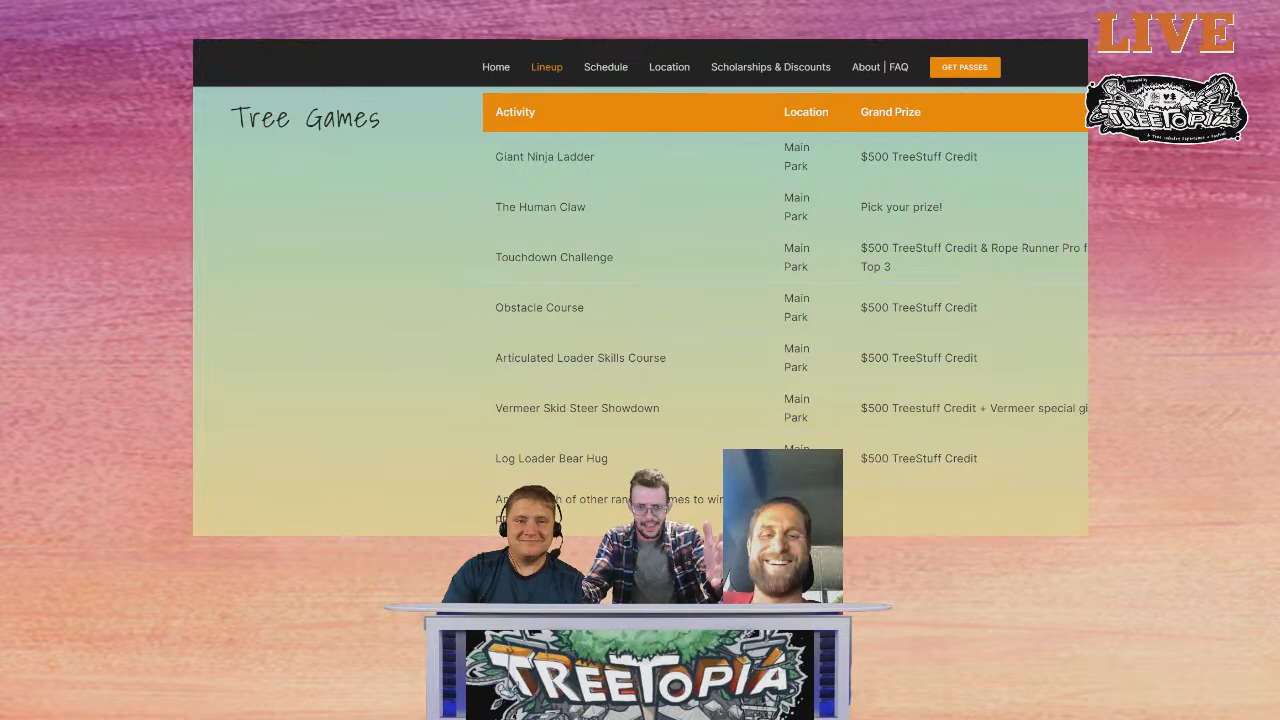 LIVE
Home Lineup Schedule Location Scholarships & Discounts About | FAQ GET PASSES
TREETOPIA
Tree Games
Activity Location Grand Prize
Giant Ninja Ladder Main Park $500 TreeStuff Credit
The Human Claw Main Park Pick your prize!
Touchdown Challenge Main Park $500 TreeStuff Credit & Rope Runner Pro f
Top 3
Obstacle Course Main Park $500 TreeStuff Credit
Articulated Loader Skills Course Main Park $500 TreeStuff Credit
Vermeer Skid Steer Showdown Main Park $500 Treestuff Credit + Vermeer special gi
Log Loader Bear Hug Main $500 TreeStuff Credit
of other
TREETOPIA